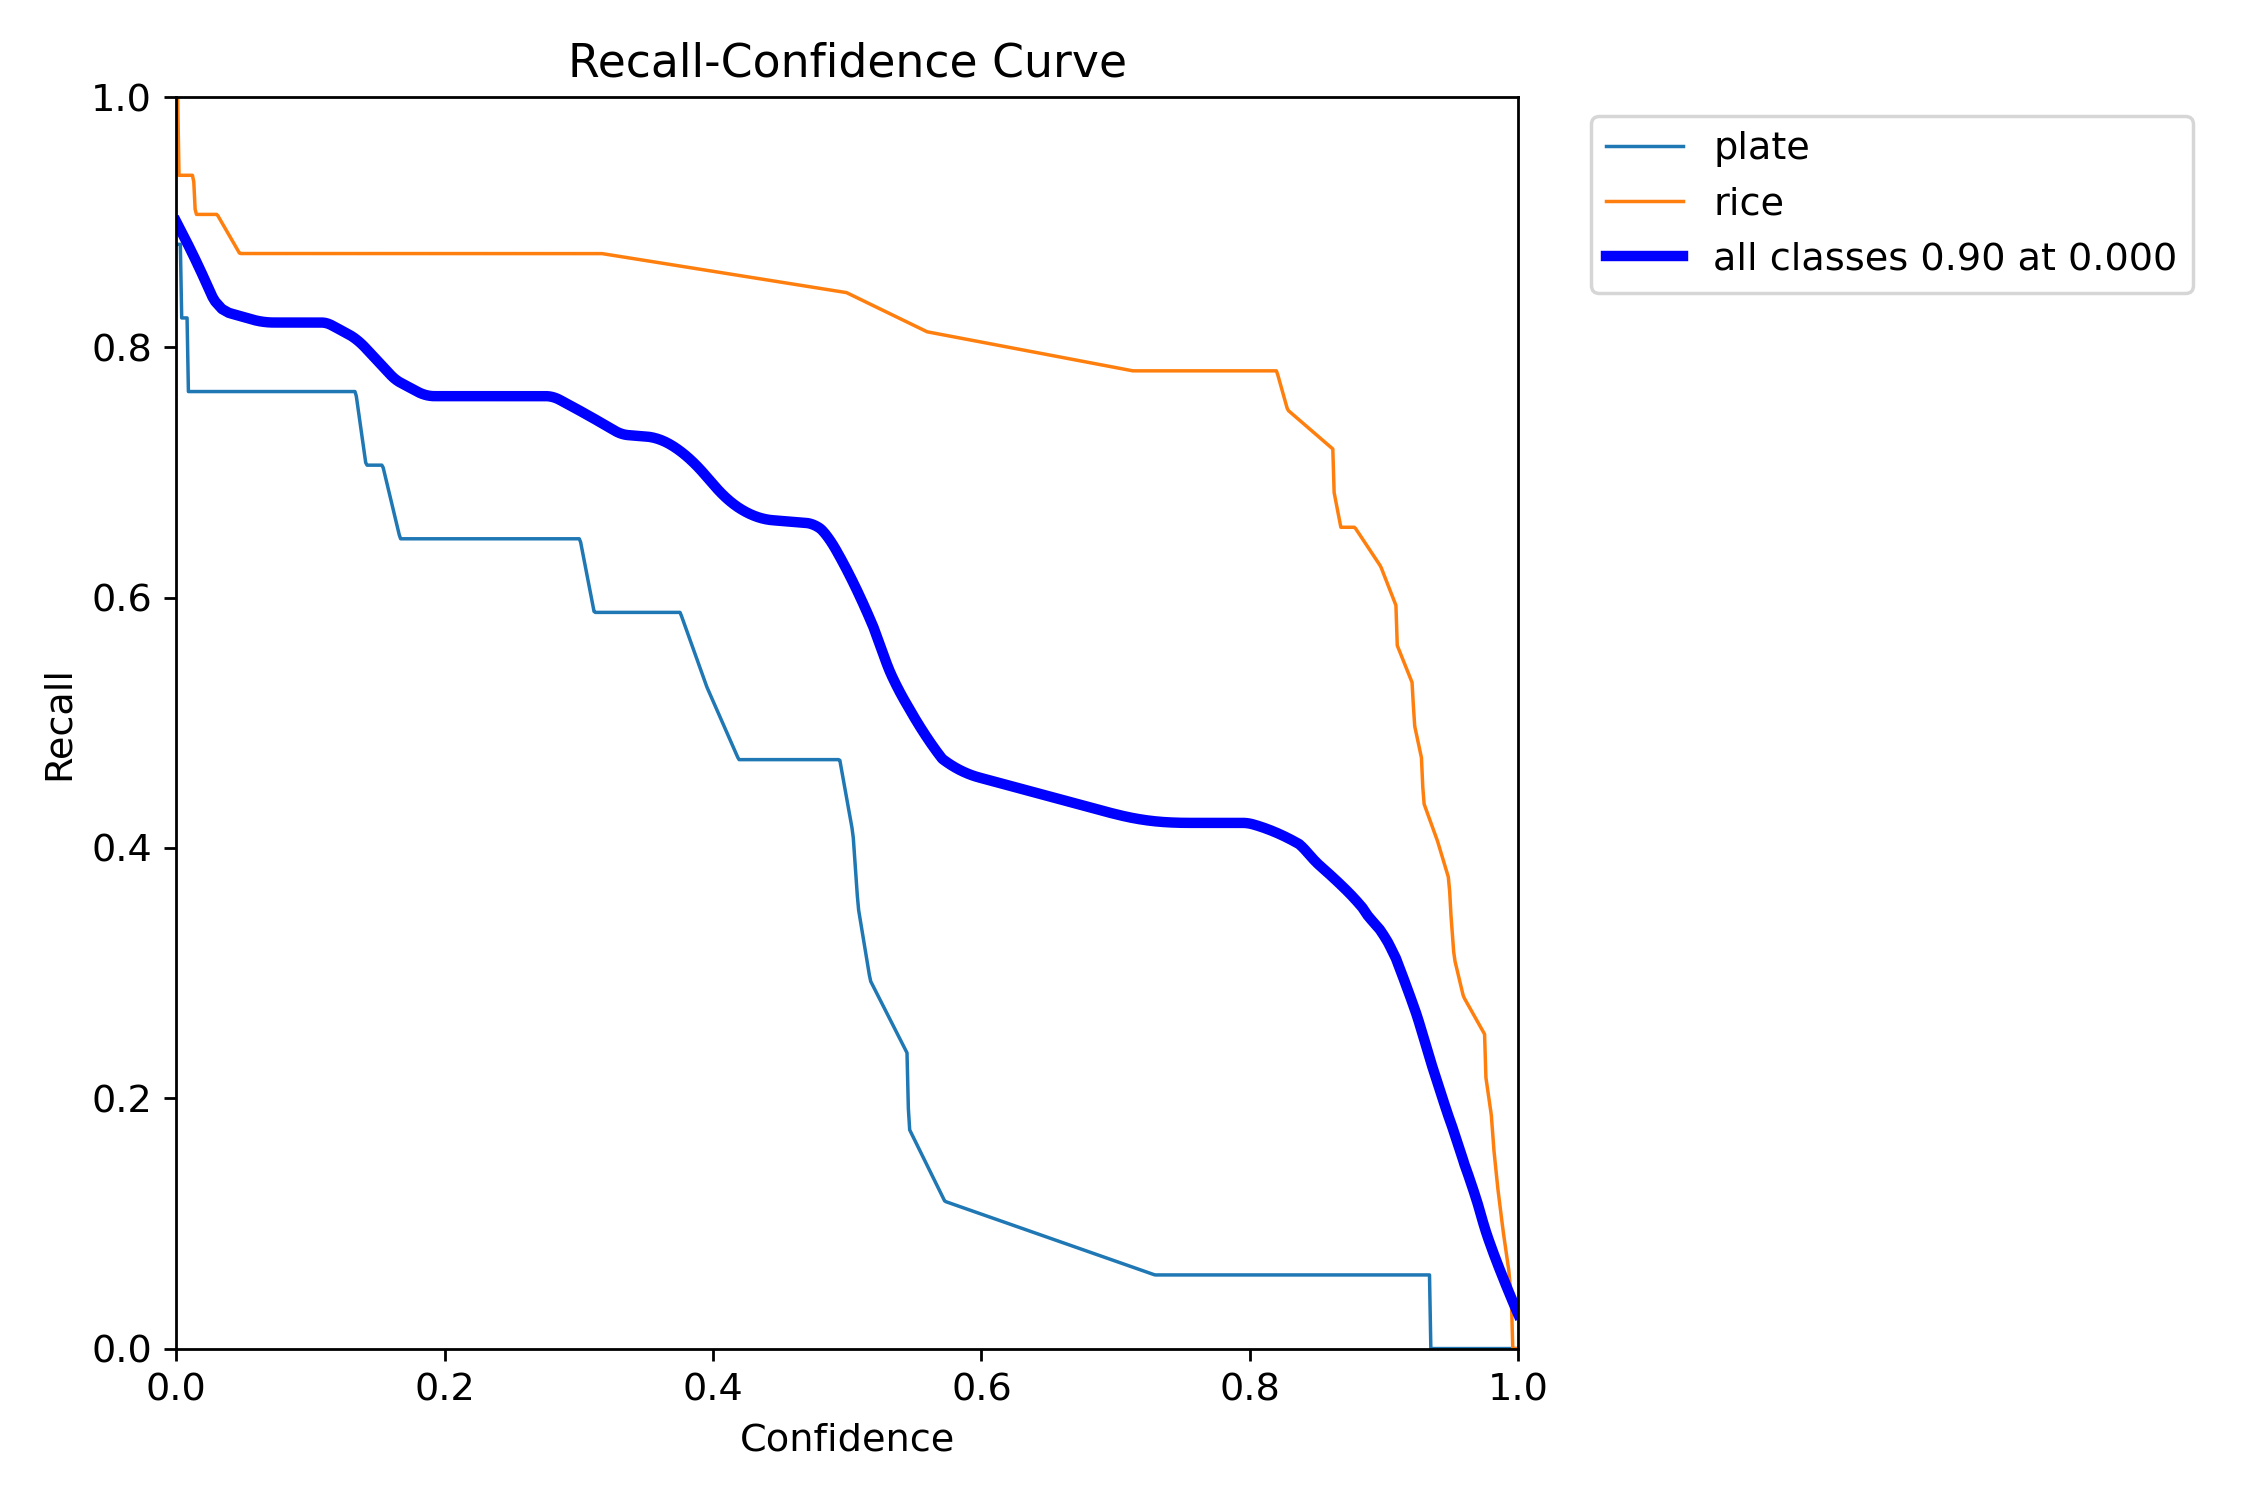 Recall-Confidence Curve
1.0
0.8
0.6
0.4
0.2
0.0
Recall
0.0 0.2 0.4 0.6 0.8 1.0
Confidence
plate
rice
all classes 0.90 at 0.000